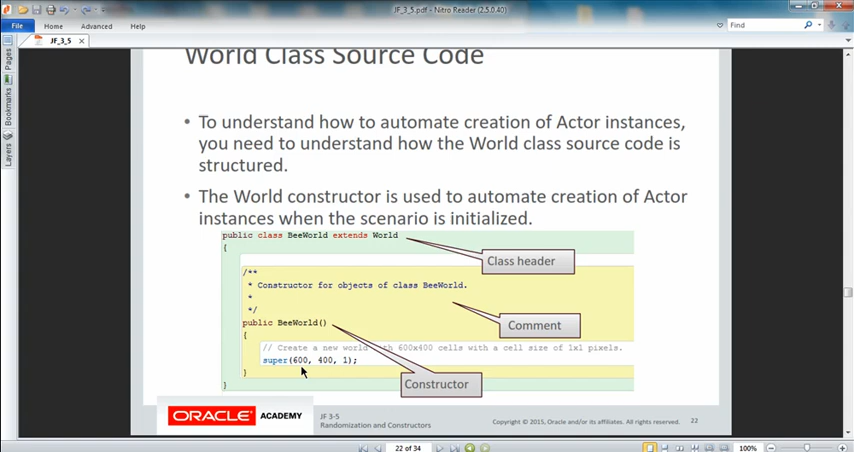 JF_3_5.pdf - Nitro Reader (2.5.0.40)
File Home Advanced Help Find
JF_3_5
Pages
Bookmarks
Layers
World Class Source Code
• To understand how to automate creation of Actor instances,
you need to understand how the World class source code is
structured.
• The World constructor is used to automate creation of Actor
instances when the scenario is initialized.
public class BeeWorld extends World
{
Class header
/**
* Constructor for objects of class BeeWorld.
*
*/
Comment
public BeeWorld()
{
// Create a new world with 600x400 cells with a cell size of 1x1 pixels.
super(600, 400, 1);
}
Constructor
}
ORACLE ACADEMY
JF 3-5
Randomization and Constructors
Copyright © 2015, Oracle and/or its affiliates. All rights reserved.
22
22 of 34
100%